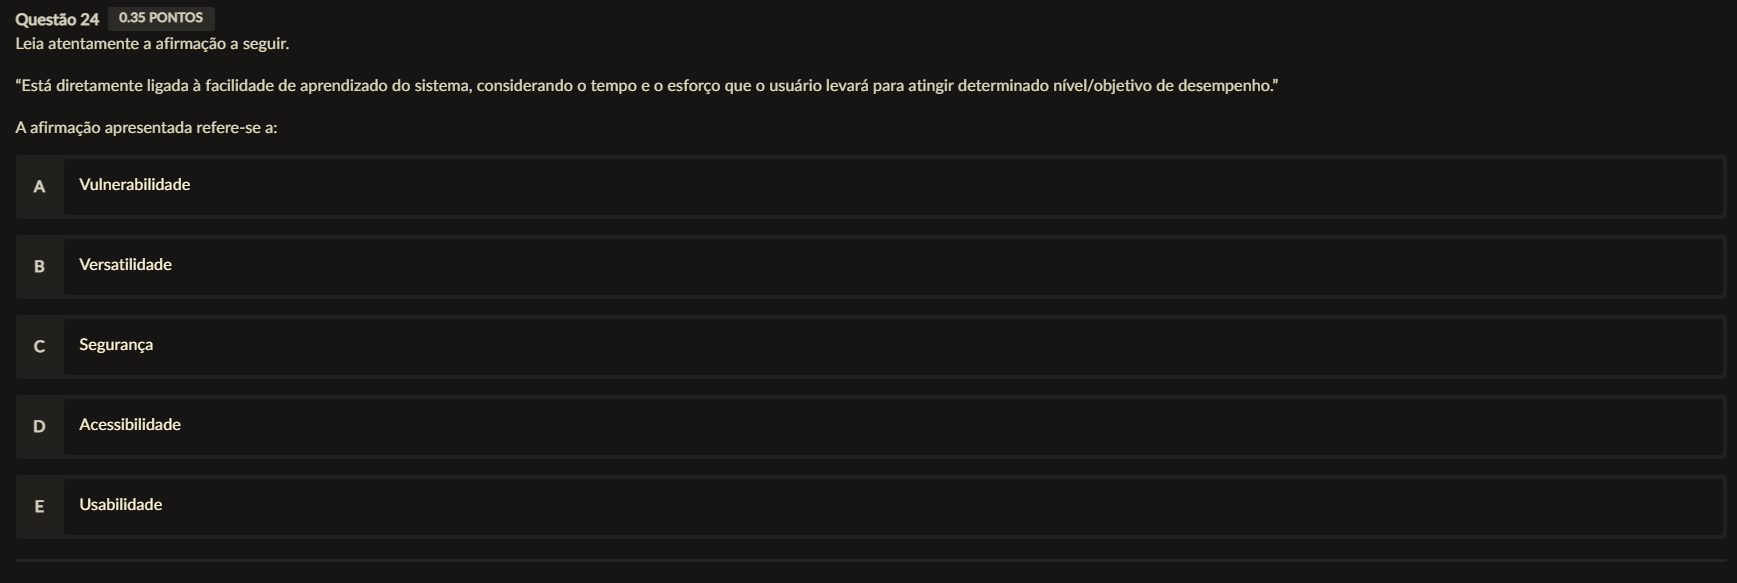 Questão 24 0.35 PONTOS
Leia atentamente a afirmação a seguir.
“Está diretamente ligada à facilidade de aprendizado do sistema, considerando o tempo e o esforço que o usuário levará para atingir determinado nível/objetivo de desempenho.”
A afirmação apresentada refere-se a:
A Vulnerabilidade
B Versatilidade
C Segurança
D Acessibilidade
E Usabilidade